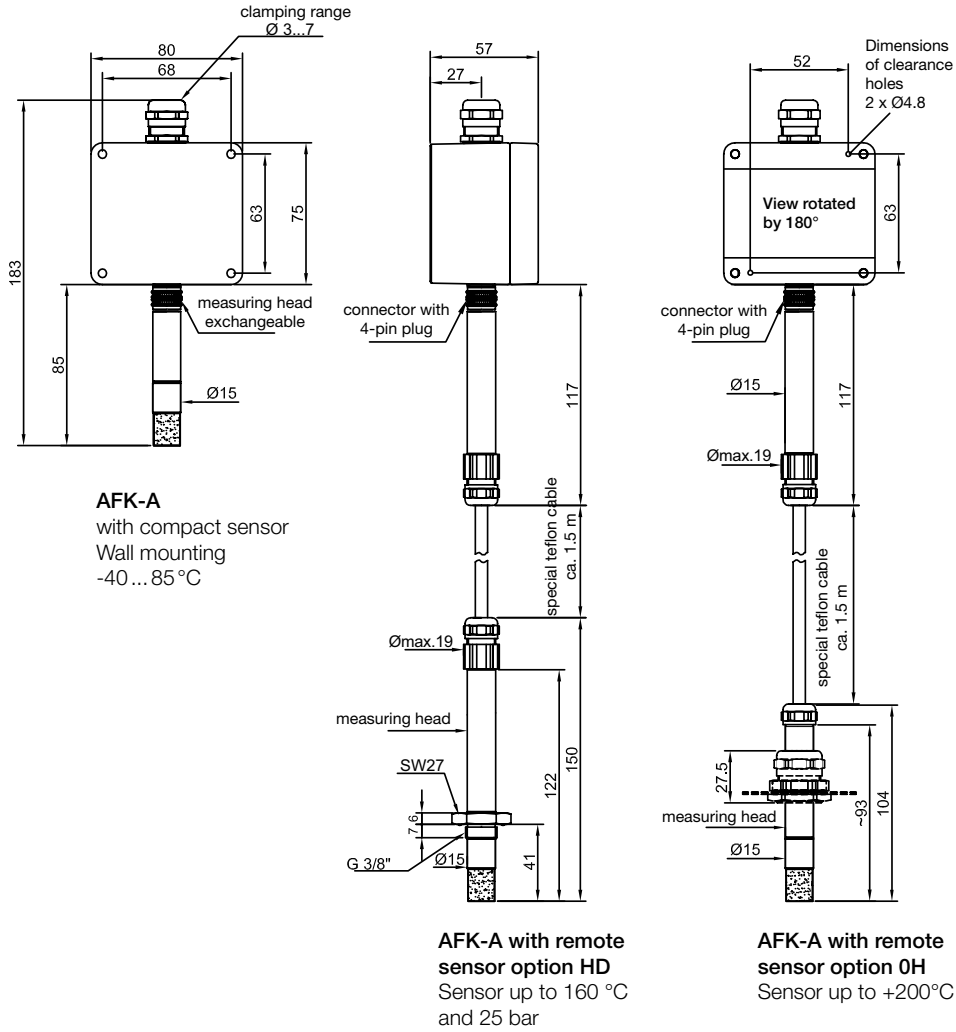 clamping range
Ø 3...7
80
68
183
63
75
85
measuring head
exchangeable
Ø15
AFK-A
with compact sensor
Wall mounting
-40...85°C
57
27
connector with
4-pin plug
117
special teflon cable
ca. 1.5 m
Ømax.19
measuring head
SW27
6
7
G 3/8"
Ø15
41
122
150
AFK-A with remote
sensor option HD
Sensor up to 160 °C
and 25 bar
Dimensions
of clearance
holes
2 x Ø4.8
52
View rotated
by 180°
63
connector with
4-pin plug
Ø15
117
Ømax.19
special teflon cable
ca. 1.5 m
27.5
measuring head
Ø15
~93
104
AFK-A with remote
sensor option 0H
Sensor up to +200°C